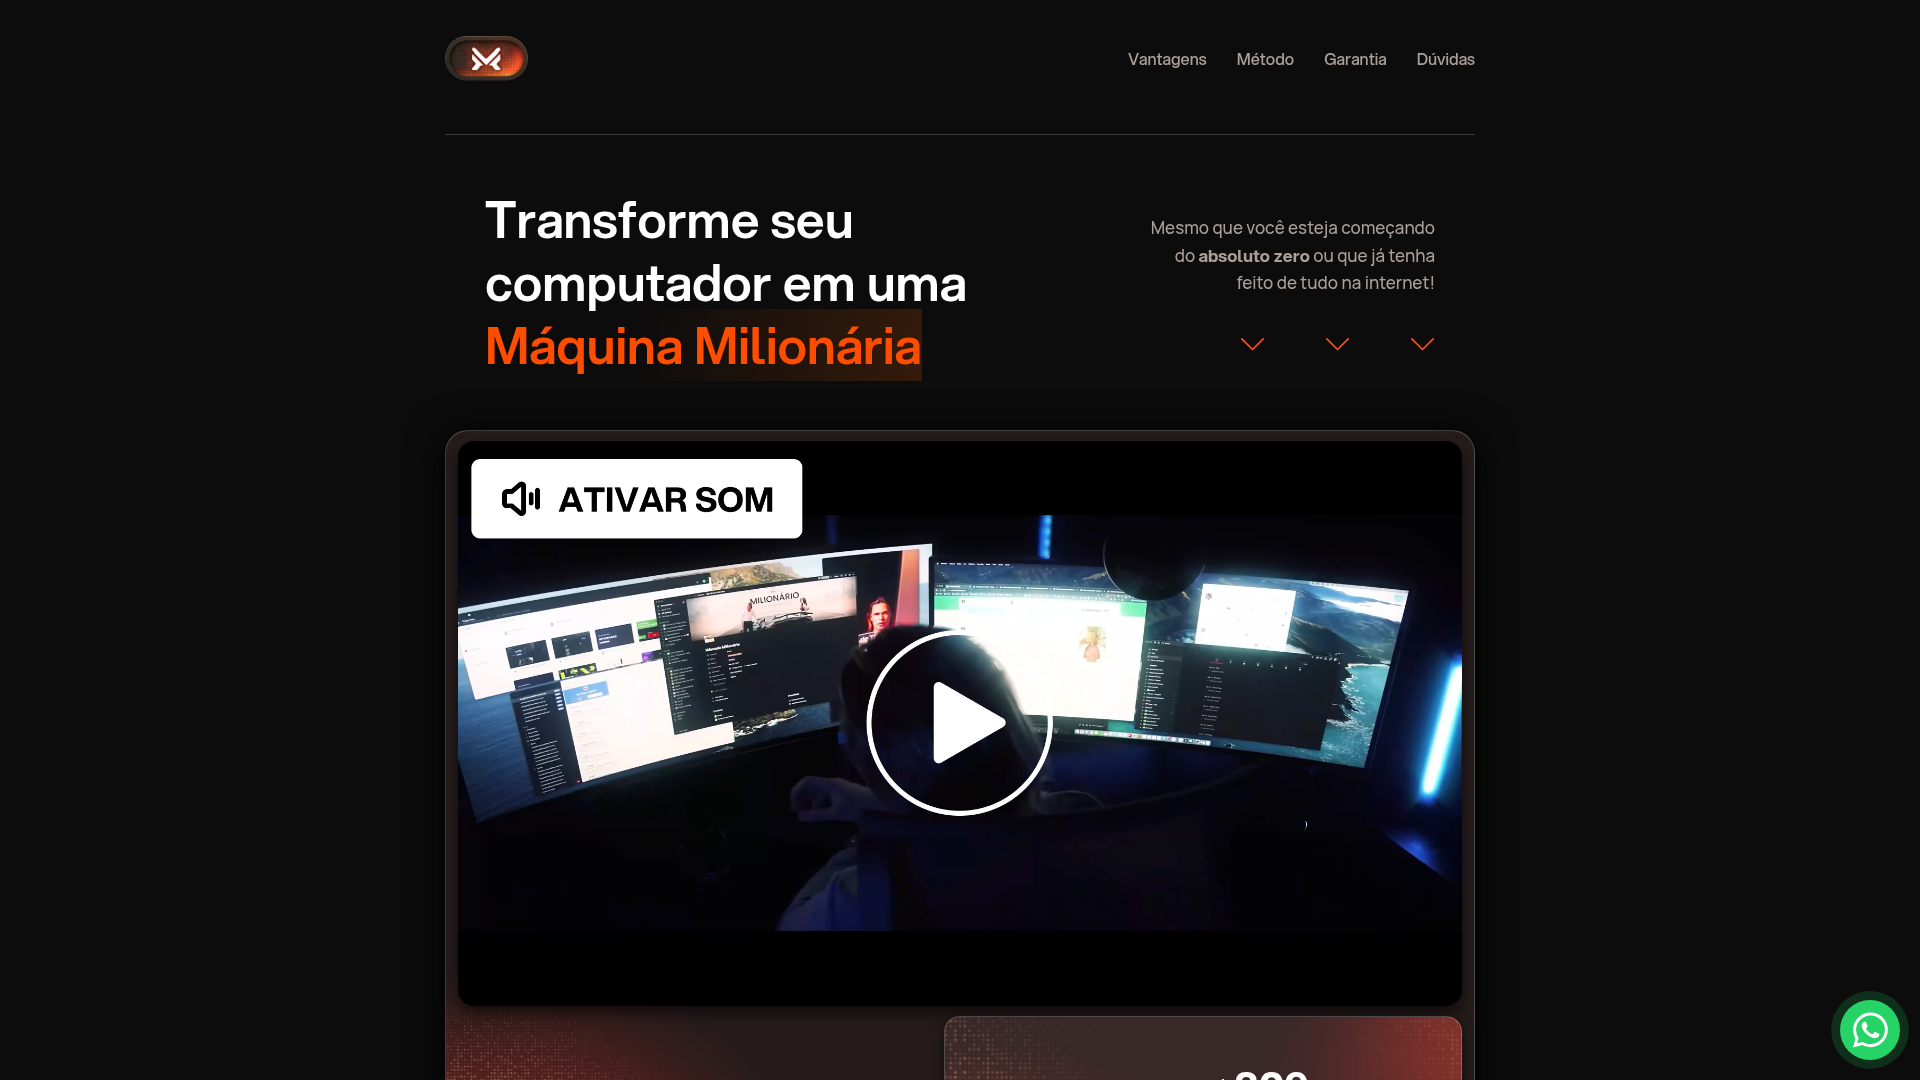 Vantagens Método Garantia Dúvidas
Transforme seu
computador em uma
Máquina Milionária
Mesmo que você esteja começando
do absoluto zero ou que já tenha
feito de tudo na internet!
ATIVAR SOM
MILIONÁRIO